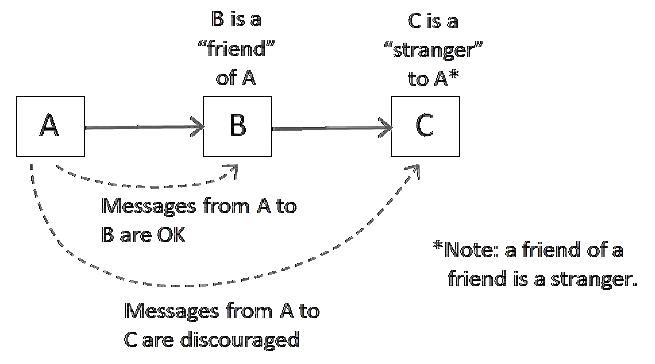 B is a
“friend”
of A
C is a
“stranger”
to A*
A
B
C
Messages from A to
B are OK
*Note: a friend of a
friend is a stranger.
Messages from A to
C are discouraged